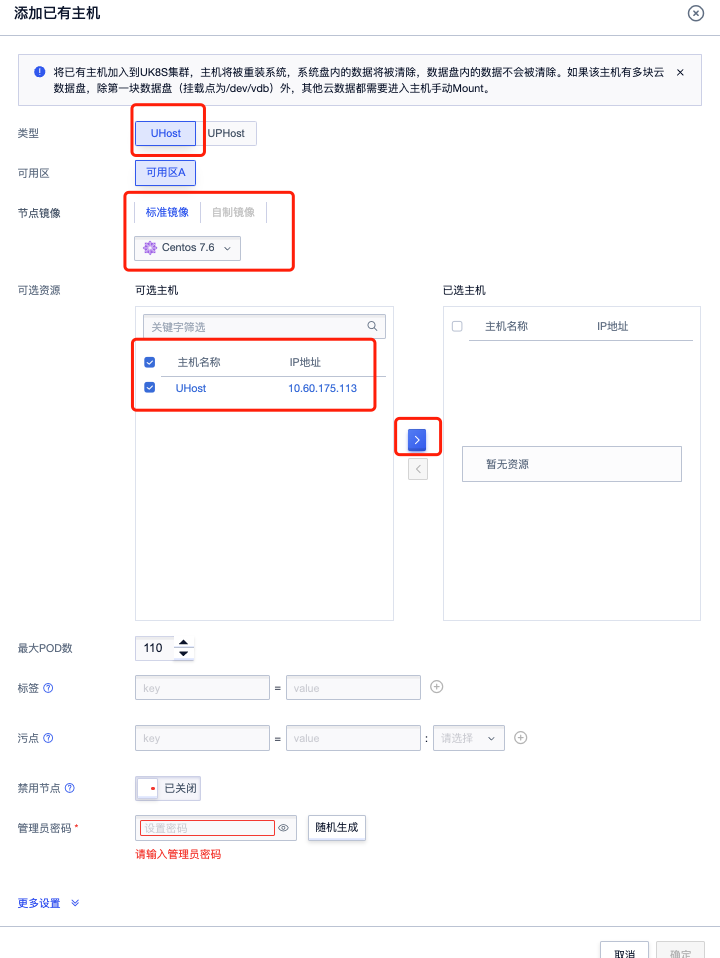 添加已有主机
将已有主机加入到UK8S集群，主机将被重装系统，系统盘内的数据将被清除，数据盘内的数据不会被清除。如果该主机有多块云
数据盘，除第一块数据盘（挂载点为/dev/vdb）外，其他云数据都需要进入主机手动Mount。
类型 UHost UPHost
可用区 可用区A
节点镜像 标准镜像 自制镜像
Centos 7.6
可选资源 可选主机 已选主机
关键字筛选 主机名称 IP地址
主机名称 IP地址
UHost 10.60.175.113
暂无资源
最大POD数 110
标签 key = value
污点 key = value : 请选择
禁用节点 已关闭
管理员密码 * 设置密码 随机生成
请输入管理员密码
更多设置
取消 确定